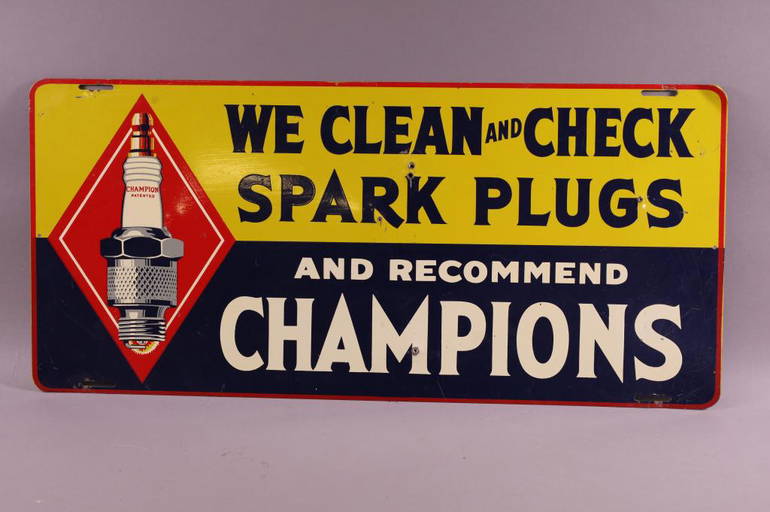 WE CLEAN AND CHECK
SPARK PLUGS
AND RECOMMEND
CHAMPIONS
CHAMPION
PATENTED